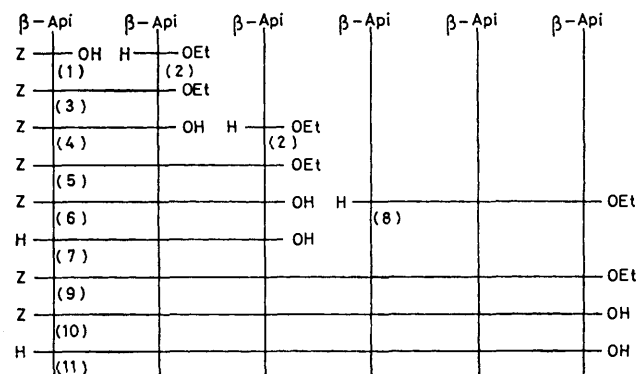 β-Api β-Api β-Api β-Api β-Api β-Api
Z OH H OEt
(1) (2)
Z OEt
(3)
Z OH H OEt
(4) (2)
Z OEt
(5)
Z OH H OEt
(6) (8)
H OH
(7)
Z OEt
(9)
Z OH
(10)
H OH
(11)